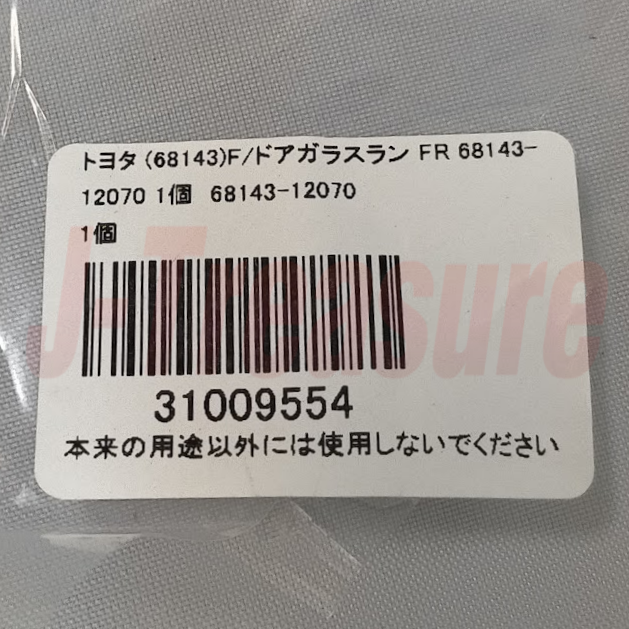 トヨタ (68143)F/ドアガラスラン FR 68143-
12070 1個 68143-12070
1個
J-Treasure
31009554
本来の用途以外には使用しないでください